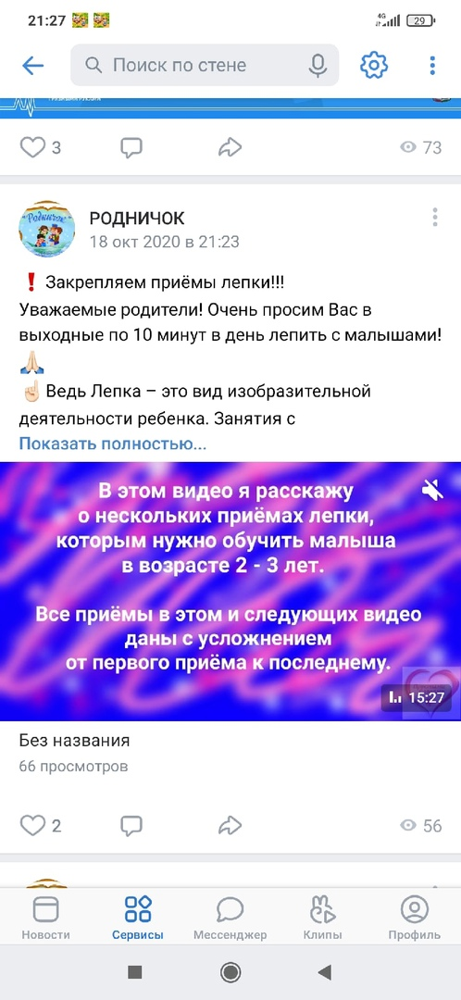 21:27
4G
29
Поиск по стене
3
73
Родничок
РОДНИЧОК
18 окт 2020 в 21:23
❗ Закрепляем приёмы лепки!!!
Уважаемые родители! Очень просим Вас в
выходные по 10 минут в день лепить с малышами!
🙏🏻
☝🏻Ведь Лепка – это вид изобразительной
деятельности ребенка. Занятия с
Показать полностью...
В этом видео я расскажу
о нескольких приёмах лепки,
которым нужно обучить малыша
в возрасте 2 - 3 лет.
Все приёмы в этом и следующих видео
даны с усложнением
от первого приёма к последнему.
15:27
Без названия
66 просмотров
2
56
Новости
Сервисы
Мессенджер
Клипы
Профиль